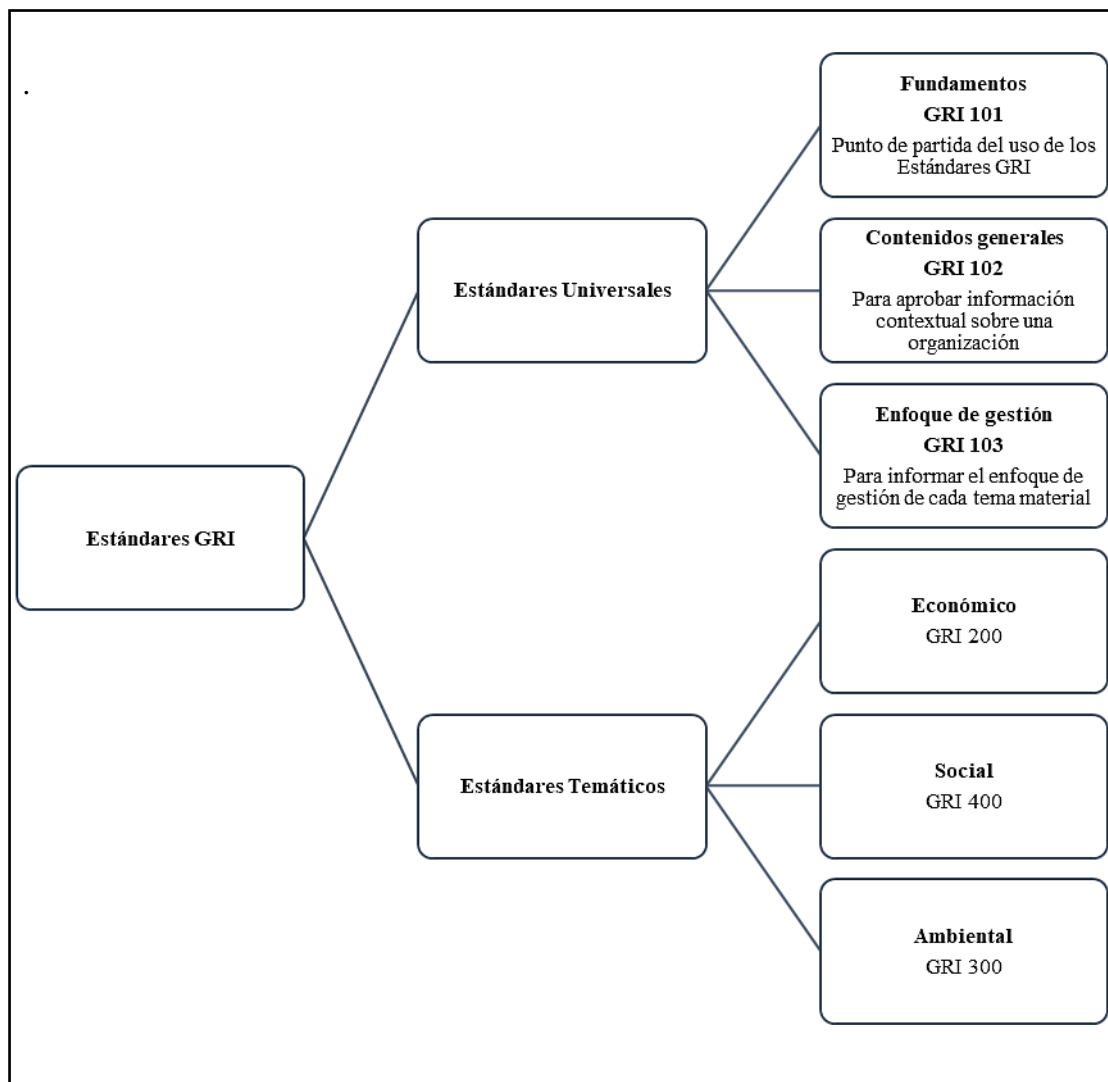 .
Fundamentos
GRI 101
Punto de partida del uso de los
Estándares GRI
Contenidos generales
GRI 102
Para aprobar información
contextual sobre una
organización
Enfoque de gestión
GRI 103
Para informar el enfoque de
gestión de cada tema material
Estándares Universales
Estándares GRI
Económico
GRI 200
Social
GRI 400
Ambiental
GRI 300
Estándares Temáticos